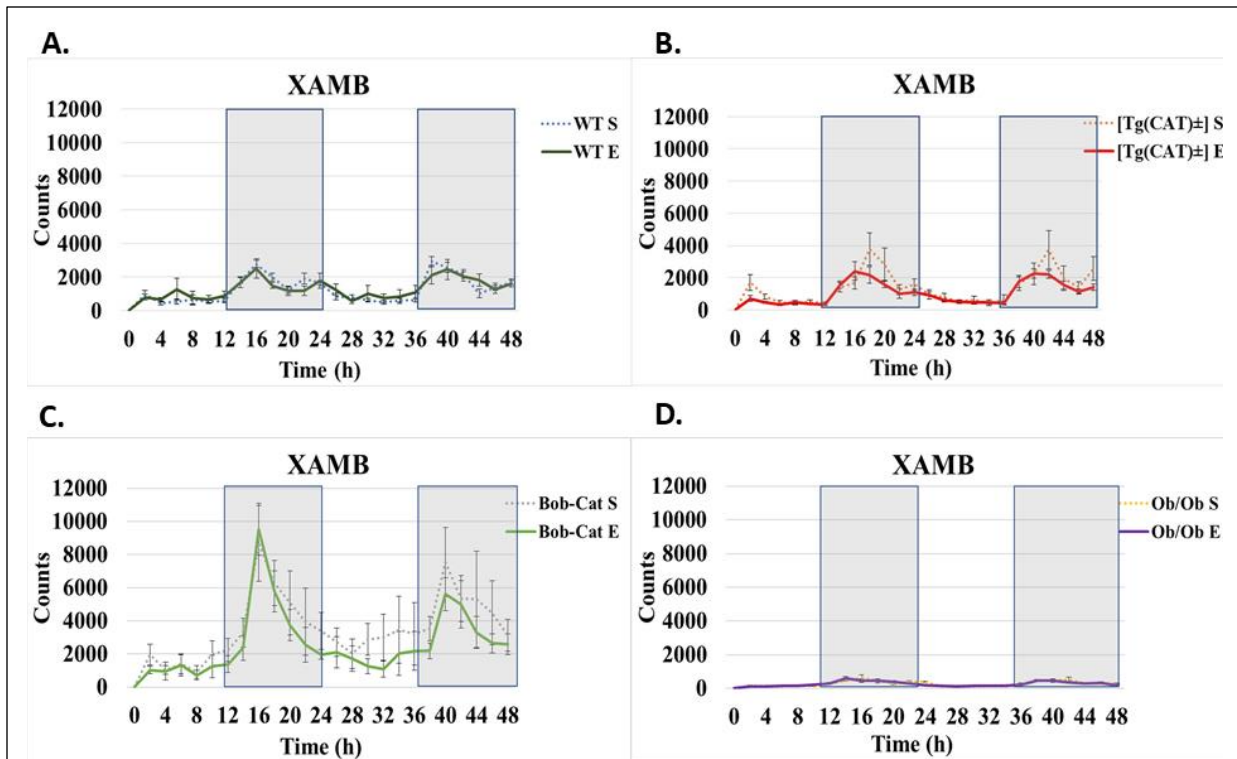 A.
XAMB
12000
10000
8000
6000
4000
2000
0
Counts
0 4 8 12 16 20 24 28 32 36 40 44 48
Time (h)
WT S
WT E
B.
XAMB
12000
10000
8000
6000
4000
2000
0
Counts
0 4 8 12 16 20 24 28 32 36 40 44 48
Time (h)
[Tg(CAT)±] S
[Tg(CAT)±] E
C.
XAMB
12000
10000
8000
6000
4000
2000
0
Counts
0 4 8 12 16 20 24 28 32 36 40 44 48
Time (h)
Bob-Cat S
Bob-Cat E
D.
XAMB
12000
10000
8000
6000
4000
2000
0
Counts
0 4 8 12 16 20 24 28 32 36 40 44 48
Time (h)
Ob/Ob S
Ob/Ob E